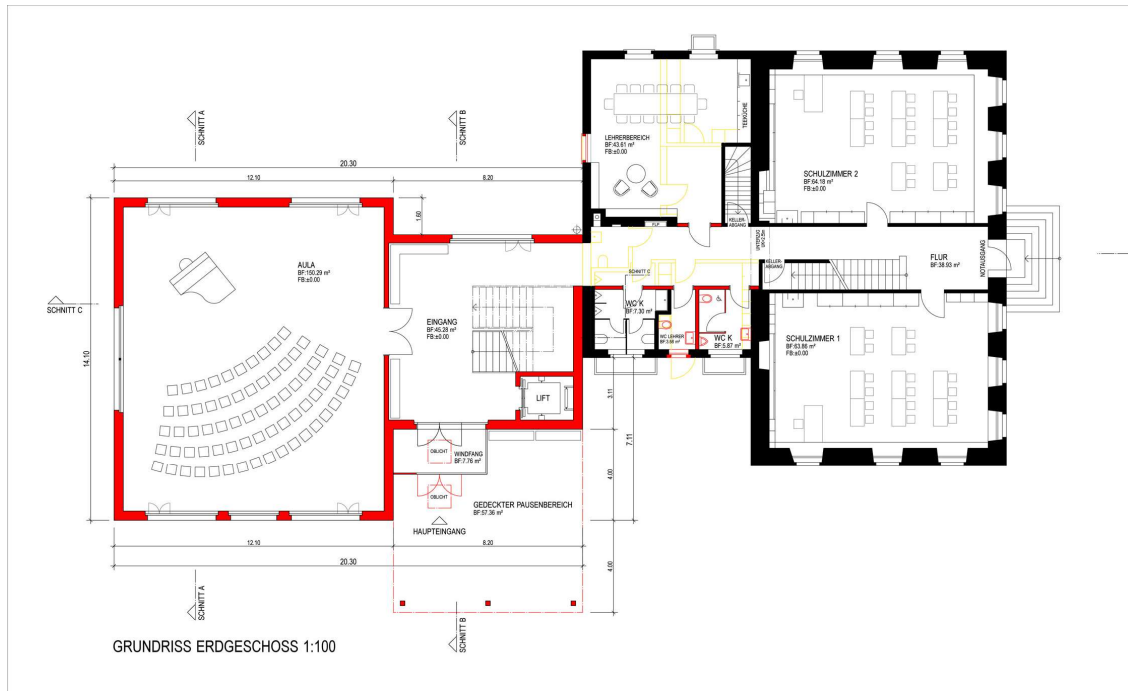 SCHNITT A
SCHNITT B
20.30
12.10
8.20
1.60
LEHRERBEREICH
BF:43.61 m²
FB:±0.00
TEEKÜCHE
SCHULZIMMER 2
BF:64.18 m²
FB:±0.00
KELLER-
ABGANG
UNTERZUG
KELLER-
ABGANG
FLUR
BF:38.93 m²
NOTAUSGANG
AULA
BF:150.29 m²
FB:±0.00
SCHNITT C
SCHNITT C
EINGANG
BF:45.28 m²
FB:±0.00
WC K
BF:7.30 m²
WC LEHRER
WC K
BF:5.87 m²
SCHULZIMMER 1
BF:63.86 m²
FB:±0.00
14.10
LIFT
3.11
7.11
OBLICHT
WINDFANG
BF:7.76 m²
OBLICHT
GEDECKTER PAUSENBEREICH
BF:57.36 m²
4.00
HAUPTEINGANG
12.10
8.20
20.30
4.00
SCHNITT A
SCHNITT B
GRUNDRISS ERDGESCHOSS 1:100